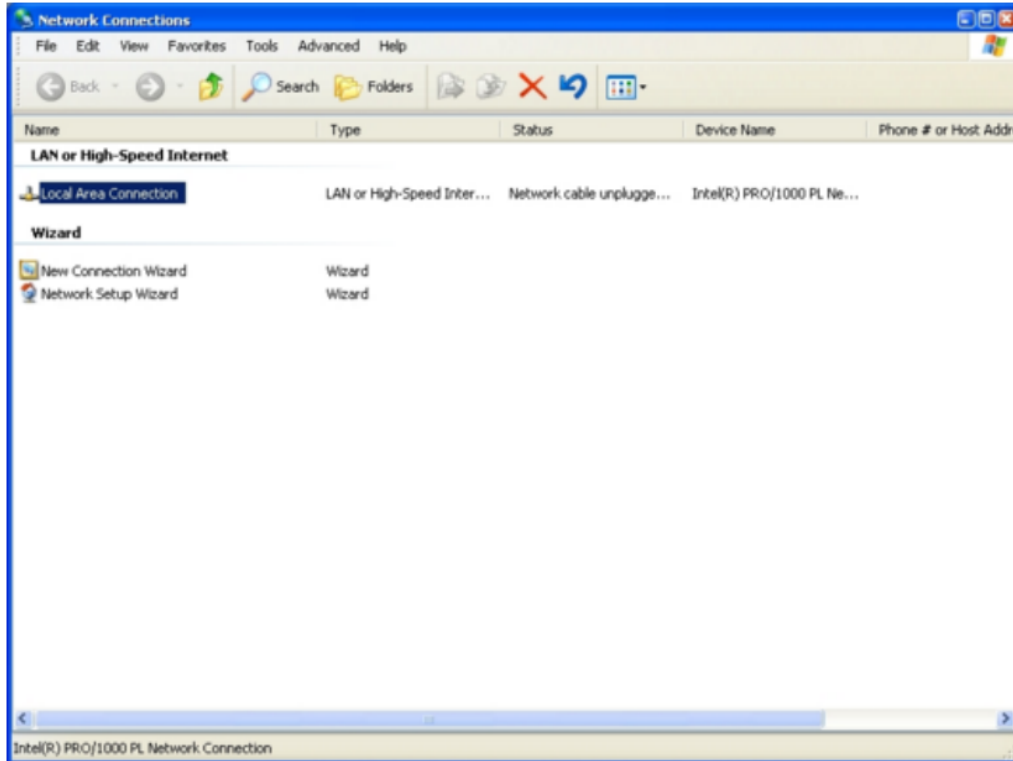 Network Connections
File Edit View Favorites Tools Advanced Help
Back Search Folders
Name Type Status Device Name Phone # or Host Addr
LAN or High-Speed Internet
Local Area Connection LAN or High-Speed Inter... Network cable unplugge... Intel(R) PRO/1000 PL Ne...
Wizard
New Connection Wizard Wizard
Network Setup Wizard Wizard
Intel(R) PRO/1000 PL Network Connection